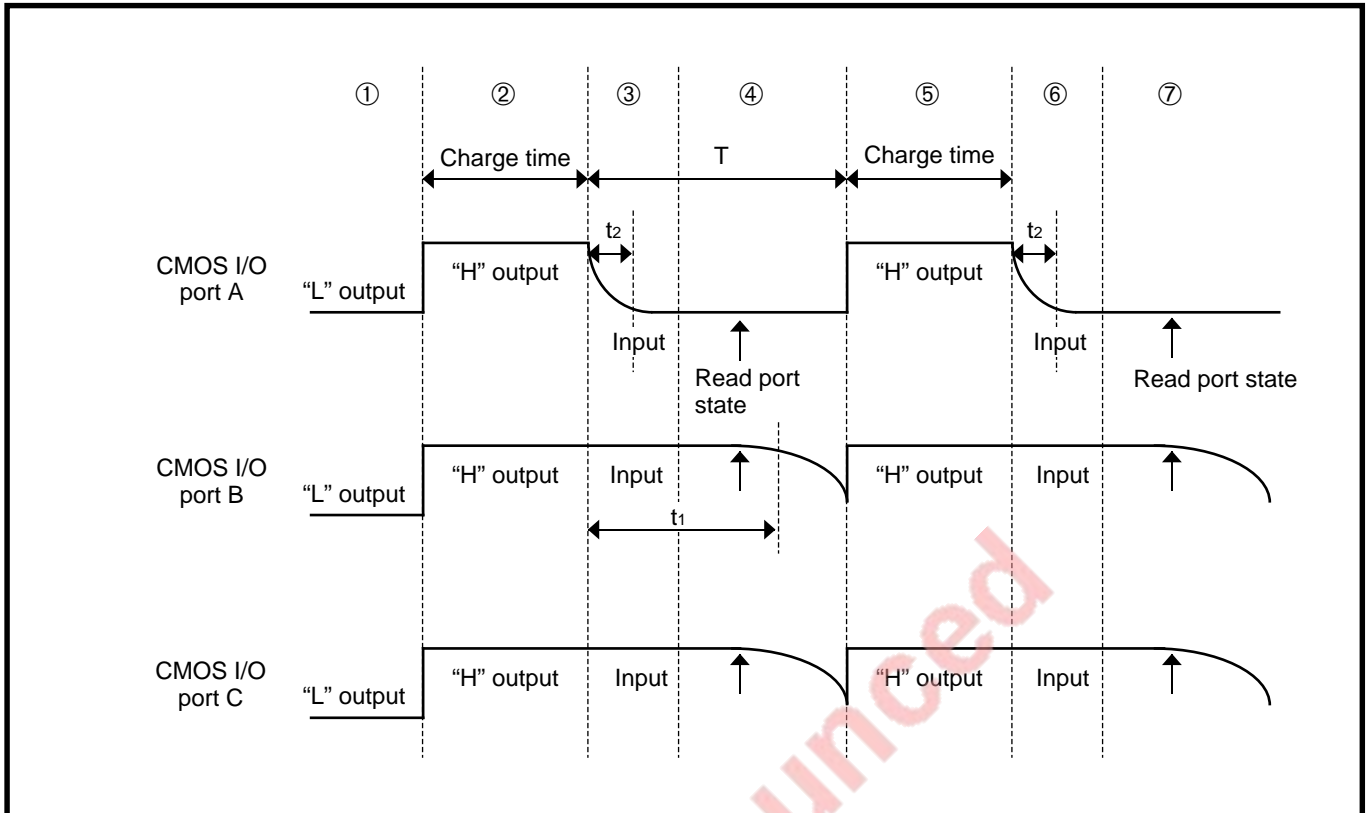 ① ② ③ ④ ⑤ ⑥ ⑦
Charge time T Charge time
t2 t2
CMOS I/O
port A
“L” output “H” output “H” output
Input Input
Read port
state
Read port state
CMOS I/O
port B
“L” output “H” output Input “H” output Input
t1
CMOS I/O
port C
“L” output “H” output Input “H” output Input
unced